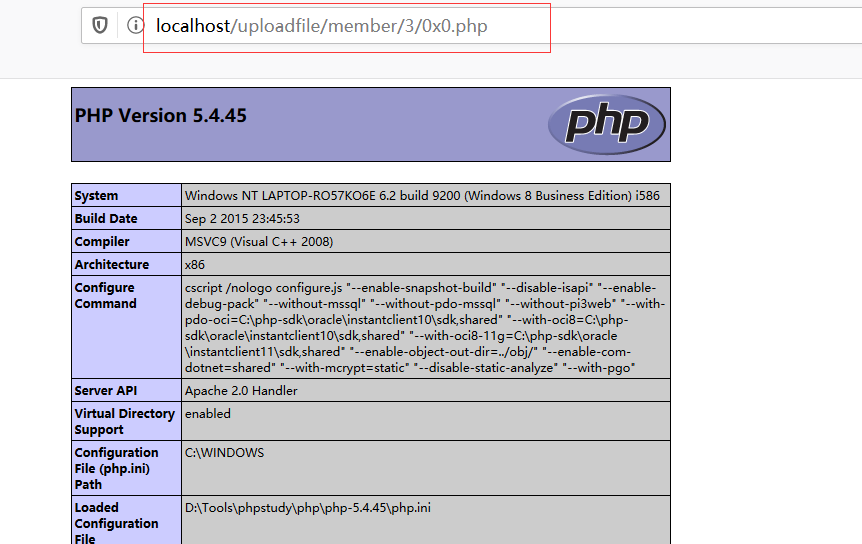 localhost/uploadfile/member/3/0x0.php
PHP Version 5.4.45
php
System
Windows NT LAPTOP-RO57KO6E 6.2 build 9200 (Windows 8 Business Edition) i586
Build Date
Sep 2 2015 23:45:53
Compiler
MSVC9 (Visual C++ 2008)
Architecture
x86
Configure
Command
cscript /nologo configure.js "--enable-snapshot-build" "--disable-isapi" "--enable-
debug-pack" "--without-mssql" "--without-pdo-mssql" "--without-pi3web" "--with-
pdo-oci=C:\php-sdk\oracle\instantclient10\sdk,shared" "--with-oci8=C:\php-
sdk\oracle\instantclient10\sdk,shared" "--with-oci8-11g=C:\php-sdk\oracle
\instantclient11\sdk,shared" "--enable-object-out-dir=../obj/" "--enable-com-
dotnet=shared" "--with-mcrypt=static" "--disable-static-analyze" "--with-pgo"
Server API
Apache 2.0 Handler
Virtual Directory
Support
enabled
Configuration
File (php.ini)
Path
C:\WINDOWS
Loaded
Configuration
File
D:\Tools\phpstudy\php\php-5.4.45\php.ini